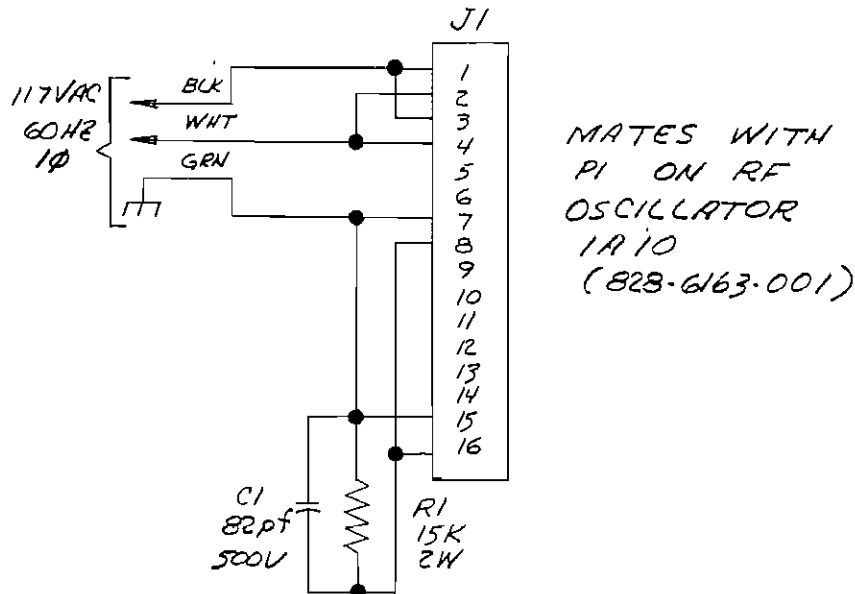 J1
117VAC
60HZ
1Ø
BLK
WHT
GRN
1
2
3
4
5
6
7
8
9
10
11
12
13
14
15
16
MATES WITH
P1 ON RF
OSCILLATOR
1A10
(828-6163-001)
C1
82pf
500V
R1
15K
2W